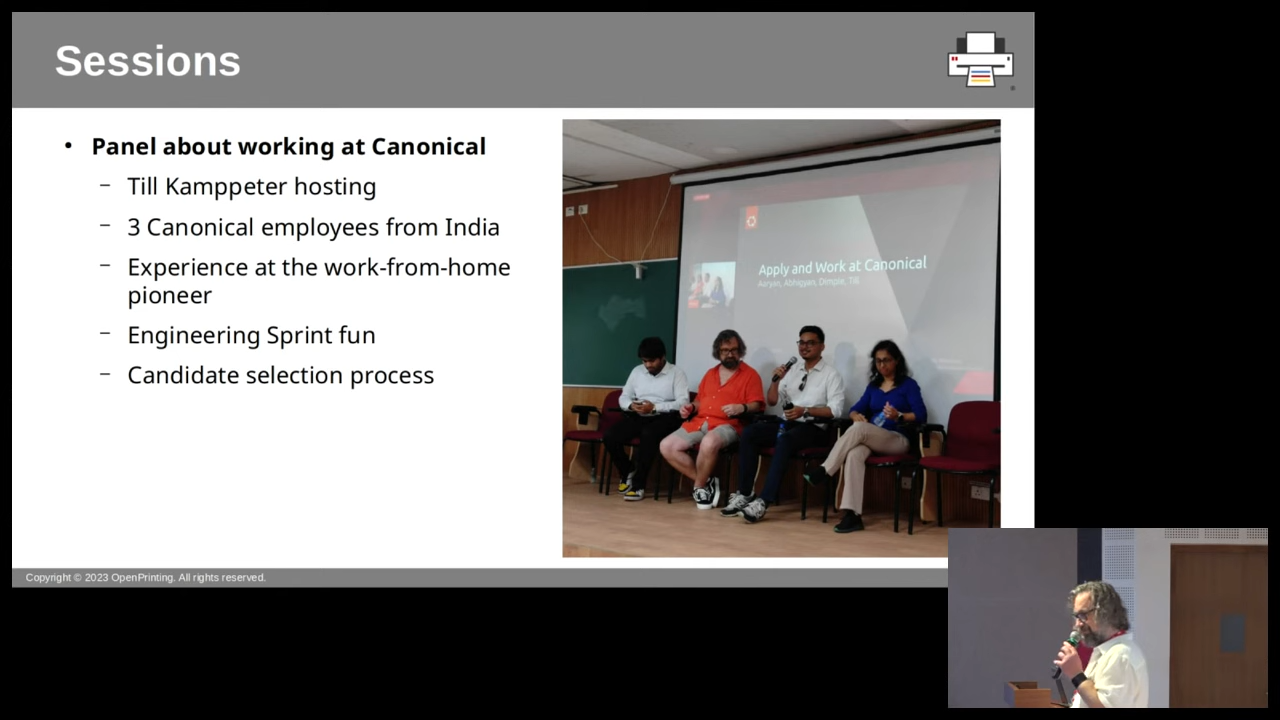 Sessions
• Panel about working at Canonical
– Till Kamppeter hosting
– 3 Canonical employees from India
– Experience at the work-from-home
pioneer
– Engineering Sprint fun
– Candidate selection process
Apply and Work at Canonical
Aaryan, Abhigyan, Dimple, Till
Copyright © 2023 OpenPrinting. All rights reserved.